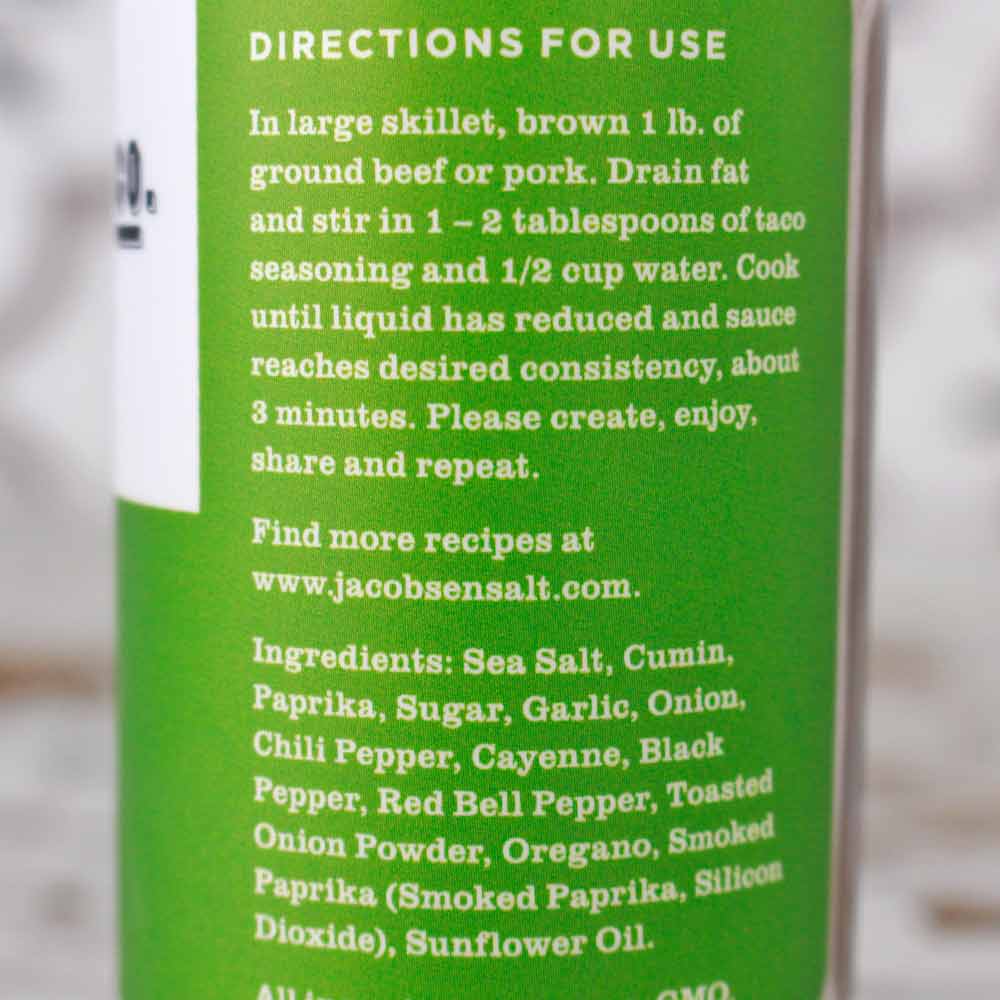 DIRECTIONS FOR USE
In large skillet, brown 1 lb. of
ground beef or pork. Drain fat
and stir in 1 – 2 tablespoons of taco
seasoning and 1/2 cup water. Cook
until liquid has reduced and sauce
reaches desired consistency, about
3 minutes. Please create, enjoy,
share and repeat.
Find more recipes at
www.jacobsensalt.com.
Ingredients: Sea Salt, Cumin,
Paprika, Sugar, Garlic, Onion,
Chili Pepper, Cayenne, Black
Pepper, Red Bell Pepper, Toasted
Onion Powder, Oregano, Smoked
Paprika (Smoked Paprika, Silicon
Dioxide), Sunflower Oil.
All GMO